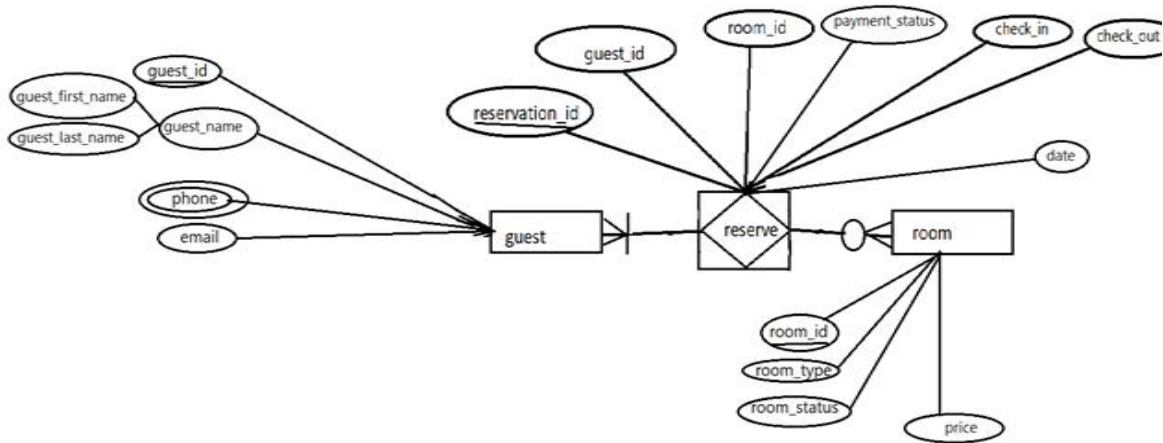 payment_status
room_id
check_in
check_out
guest_id
guest_id
guest_first_name
reservation_id
guest_name
guest_last_name
date
phone
email
guest
reserve
room
room_id
room_type
room_status
price